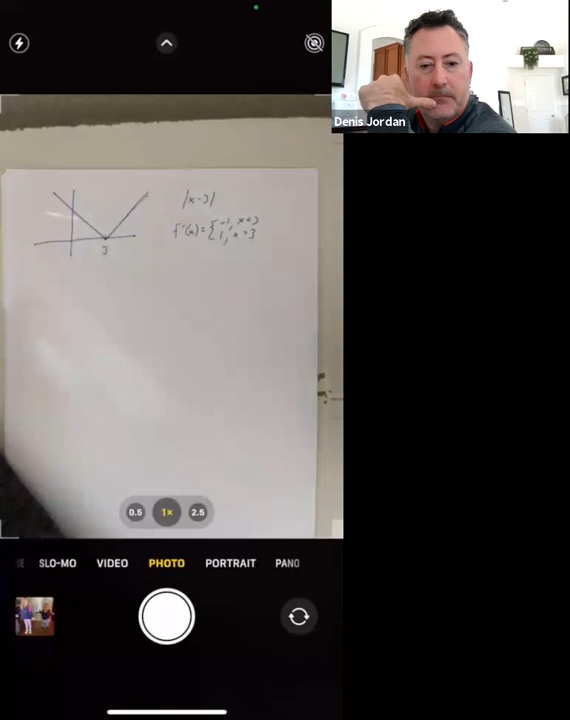 Denis Jordan
|x-3|
f'(x) = { -1, x<3
1, x>3
3
0.5 1× 2.5
SLO-MO VIDEO PHOTO PORTRAIT PANO